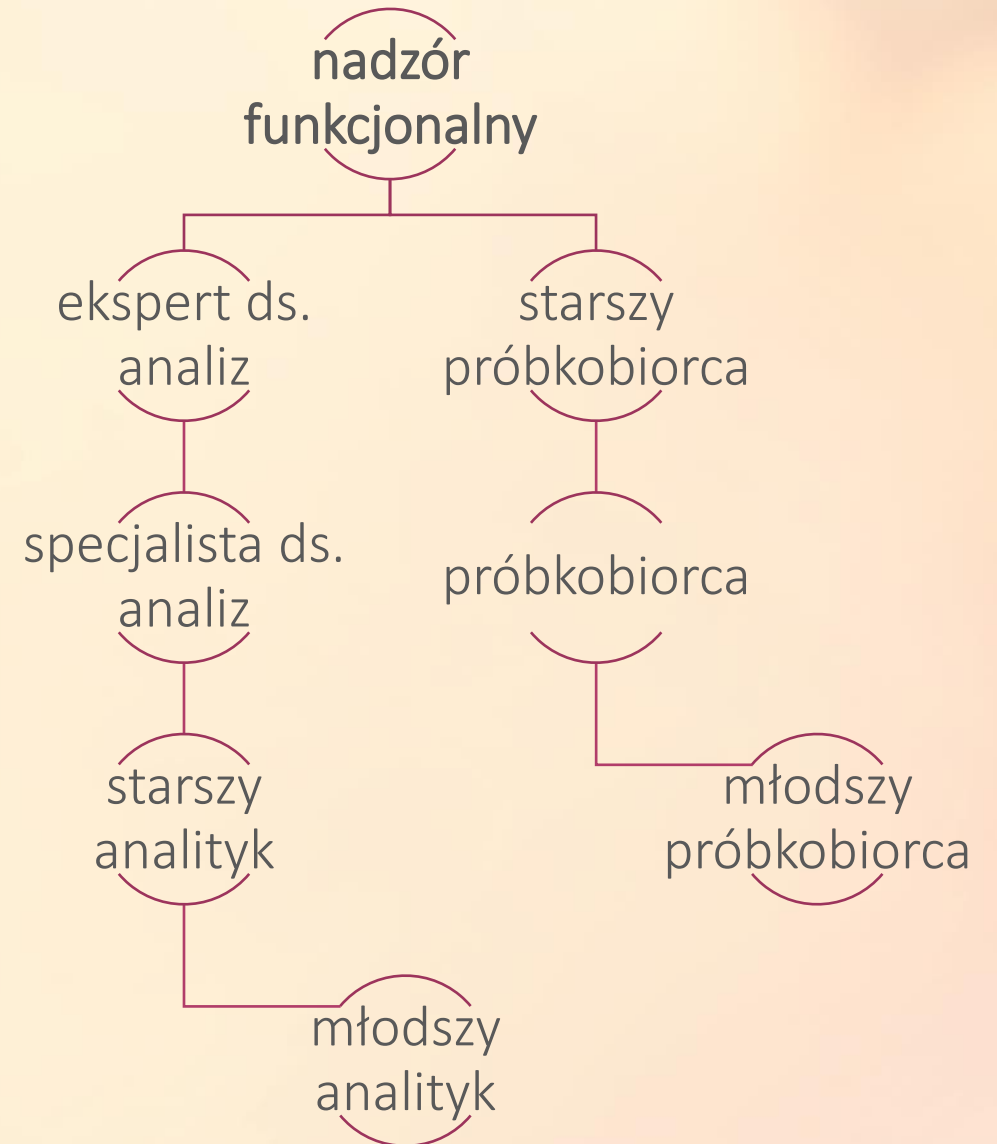 nadzór
funkcjonalny
ekspert ds.
analiz
starszy
próbkobiorca
specjalista ds.
analiz
próbkobiorca
starszy
analityk
młodszy
próbkobiorca
młodszy
analityk